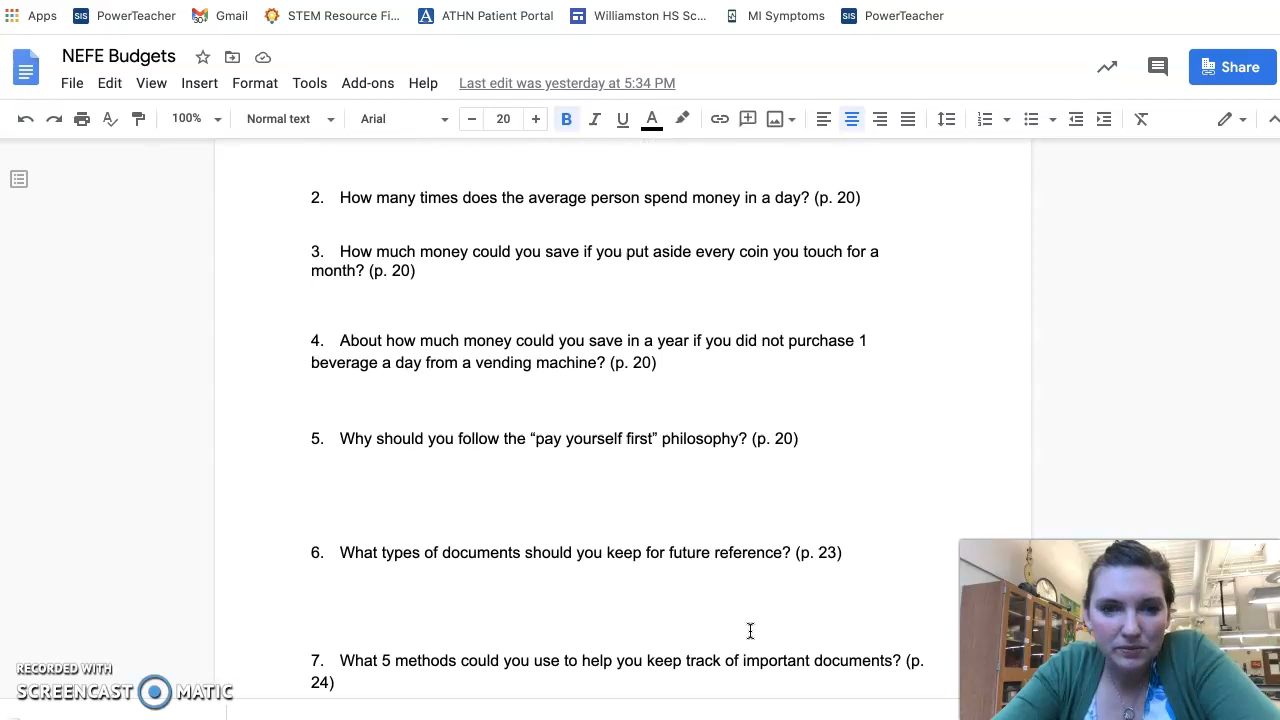 Apps PowerTeacher Gmail STEM Resource Fi... ATHN Patient Portal Williamston HS Sc... MI Symptoms PowerTeacher
NEFE Budgets
File Edit View Insert Format Tools Add-ons Help Last edit was yesterday at 5:34 PM
Share
100% Normal text Arial 20 B I U A
2. How many times does the average person spend money in a day? (p. 20)
3. How much money could you save if you put aside every coin you touch for a
month? (p. 20)
4. About how much money could you save in a year if you did not purchase 1
beverage a day from a vending machine? (p. 20)
5. Why should you follow the “pay yourself first” philosophy? (p. 20)
6. What types of documents should you keep for future reference? (p. 23)
7. What 5 methods could you use to help you keep track of important documents? (p.
24)
RECORDED WITH
SCREENCAST MATIC